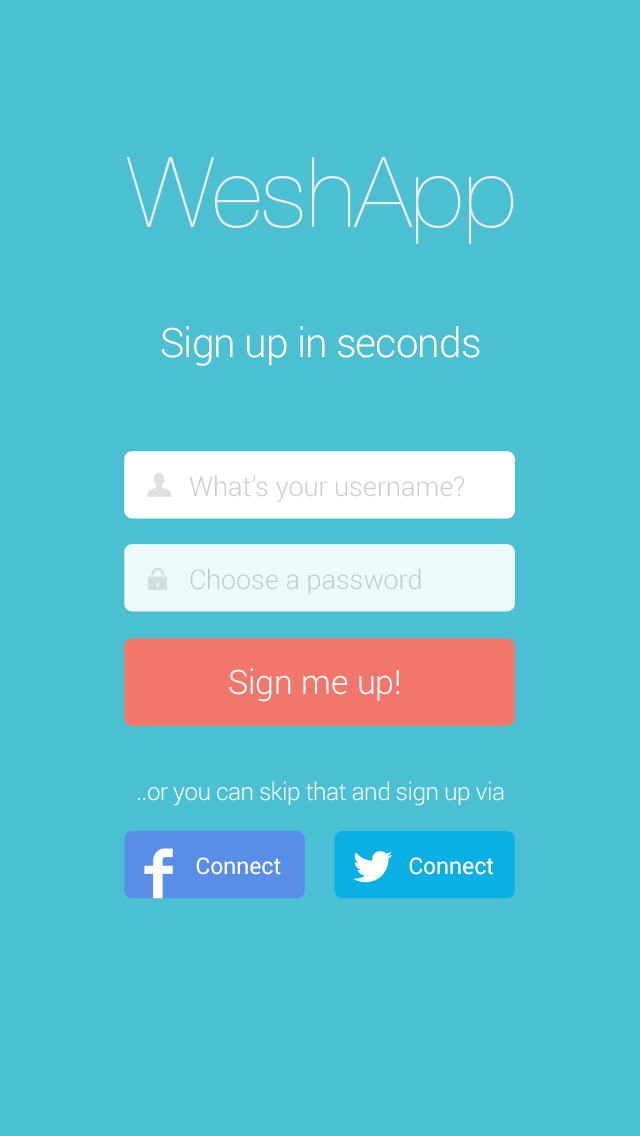 WeshApp
Sign up in seconds
What's your username?
Choose a password
Sign me up!
..or you can skip that and sign up via
Connect
Connect